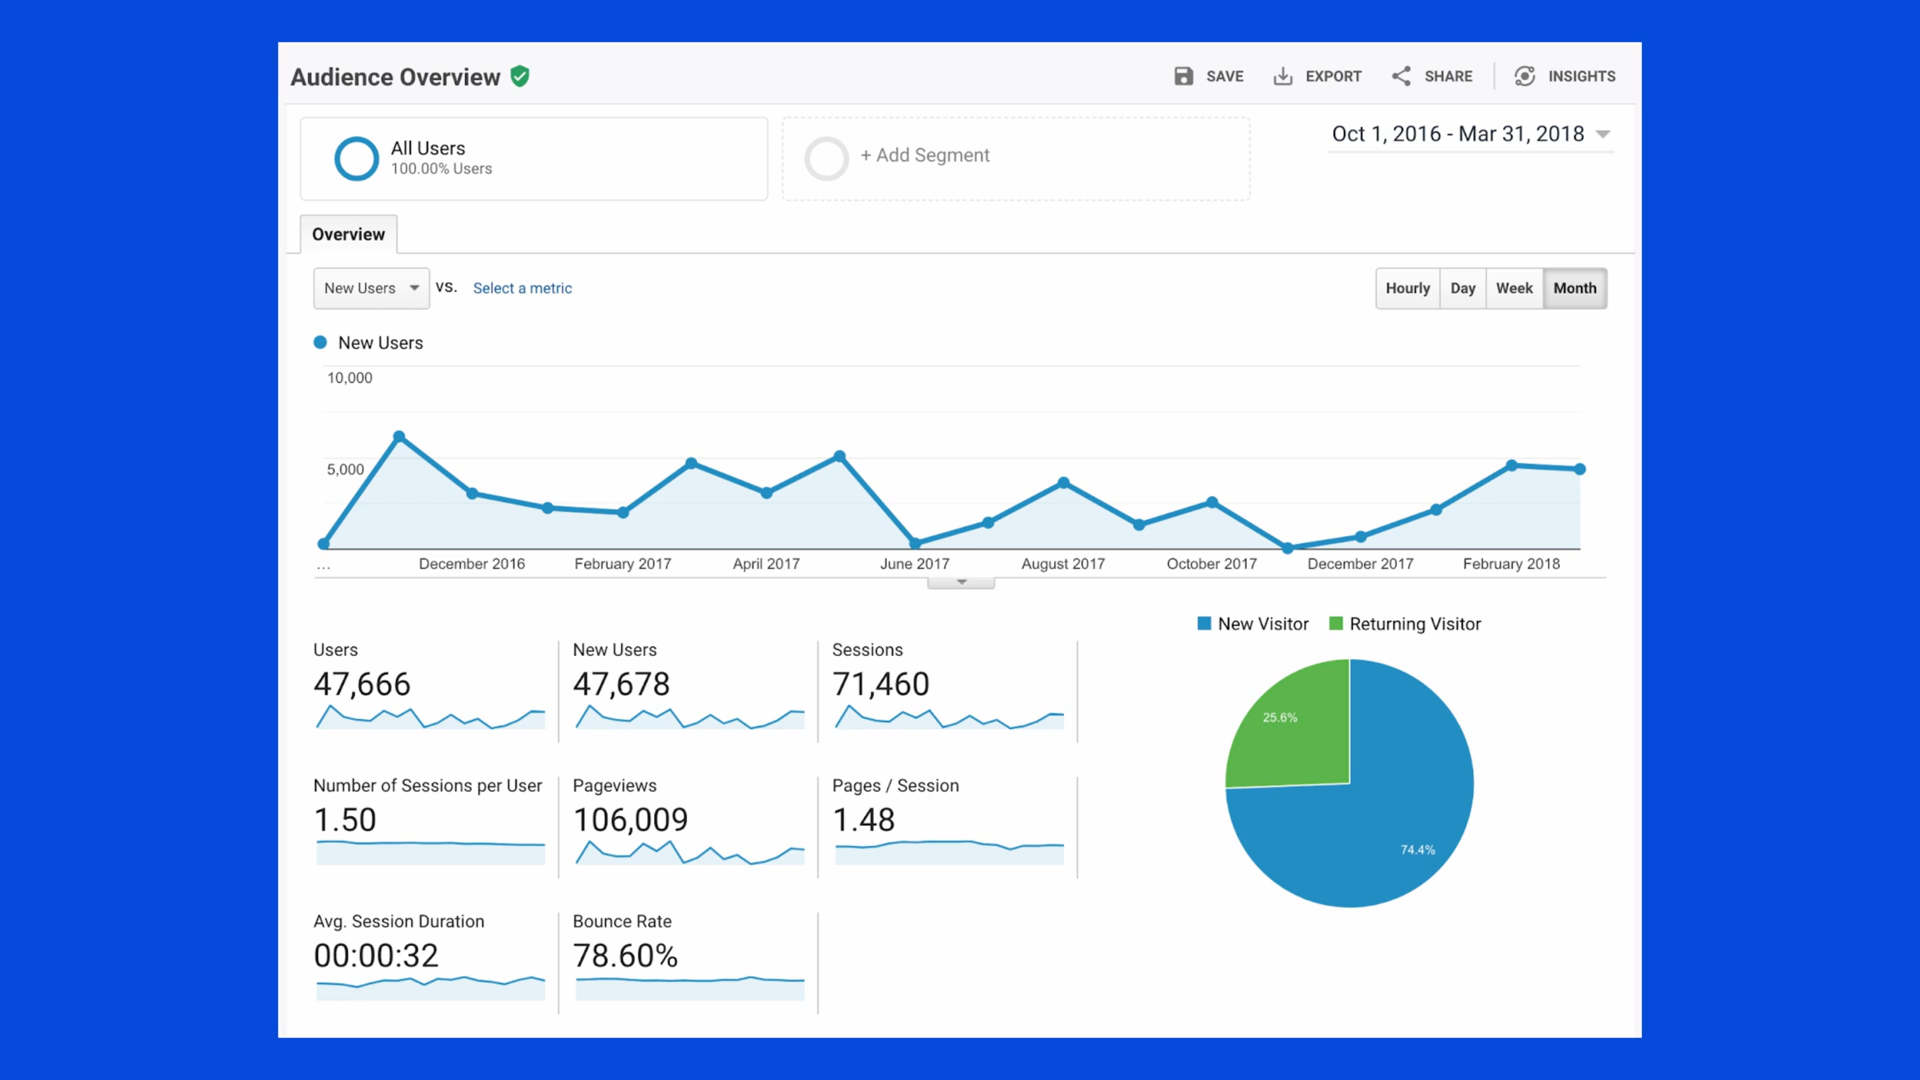 Audience Overview
SAVE
EXPORT
SHARE
INSIGHTS
All Users
100.00% Users
+ Add Segment
Oct 1, 2016 - Mar 31, 2018
Overview
New Users
VS.
Select a metric
Hourly
Day
Week
Month
New Users
10,000
5,000
...
December 2016
February 2017
April 2017
June 2017
August 2017
October 2017
December 2017
February 2018
New Visitor
Returning Visitor
Users
47,666
New Users
47,678
Sessions
71,460
Number of Sessions per User
1.50
Pageviews
106,009
Pages / Session
1.48
Avg. Session Duration
00:00:32
Bounce Rate
78.60%
25.6%
74.4%